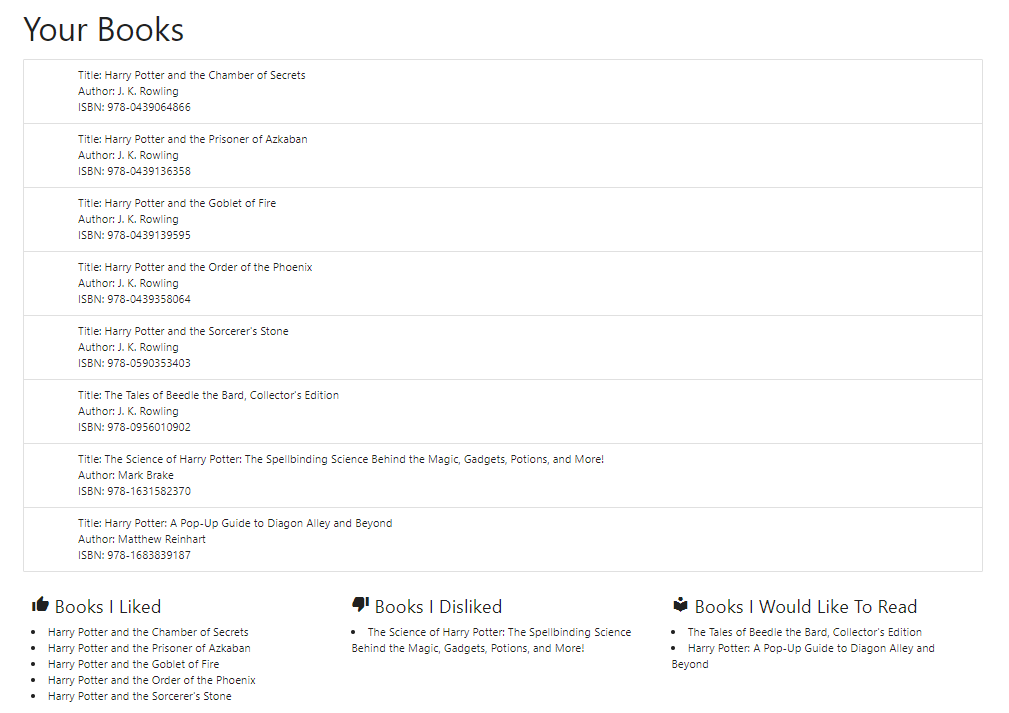 Your Books
Title: Harry Potter and the Chamber of Secrets
Author: J. K. Rowling
ISBN: 978-0439064866
Title: Harry Potter and the Prisoner of Azkaban
Author: J. K. Rowling
ISBN: 978-0439136358
Title: Harry Potter and the Goblet of Fire
Author: J. K. Rowling
ISBN: 978-0439139595
Title: Harry Potter and the Order of the Phoenix
Author: J. K. Rowling
ISBN: 978-0439358064
Title: Harry Potter and the Sorcerer's Stone
Author: J. K. Rowling
ISBN: 978-0590353403
Title: The Tales of Beedle the Bard, Collector's Edition
Author: J. K. Rowling
ISBN: 978-0956010902
Title: The Science of Harry Potter: The Spellbinding Science Behind the Magic, Gadgets, Potions, and More!
Author: Mark Brake
ISBN: 978-1631582370
Title: Harry Potter: A Pop-Up Guide to Diagon Alley and Beyond
Author: Matthew Reinhart
ISBN: 978-1683839187
Books I Liked
• Harry Potter and the Chamber of Secrets
• Harry Potter and the Prisoner of Azkaban
• Harry Potter and the Goblet of Fire
• Harry Potter and the Order of the Phoenix
• Harry Potter and the Sorcerer's Stone
Books I Disliked
• The Science of Harry Potter: The Spellbinding Science
Behind the Magic, Gadgets, Potions, and More!
Books I Would Like To Read
• The Tales of Beedle the Bard, Collector's Edition
• Harry Potter: A Pop-Up Guide to Diagon Alley and
Beyond